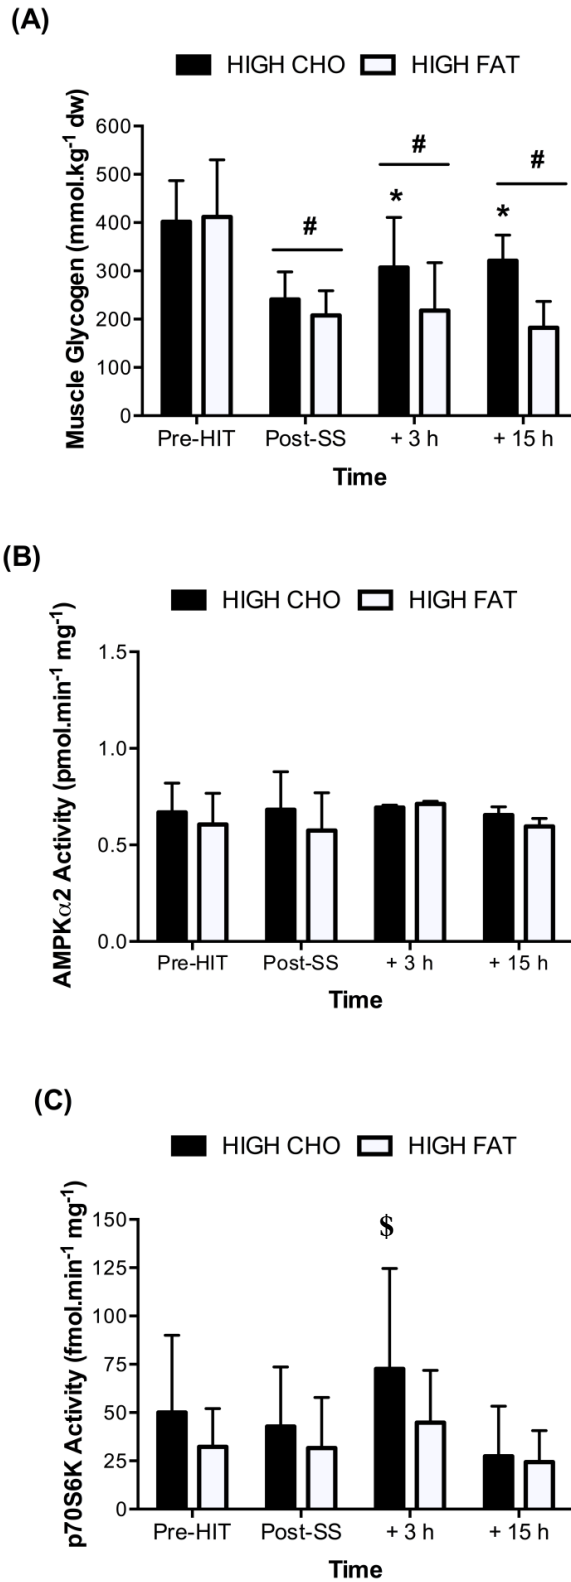 (A)
HIGH CHO HIGH FAT
Muscle Glycogen (mmol.kg⁻¹ dw)
600
500
400
300
200
100
0
#
#
#
*
*
Pre-HIT Post-SS + 3 h + 15 h
Time
(B)
HIGH CHO HIGH FAT
AMPKα2 Activity (pmol.min⁻¹ mg⁻¹)
1.5
1.0
0.5
0.0
Pre-HIT Post-SS + 3 h + 15 h
Time
(C)
HIGH CHO HIGH FAT
p70S6K Activity (fmol.min⁻¹ mg⁻¹)
150
125
100
75
50
25
0
$
Pre-HIT Post-SS + 3 h + 15 h
Time